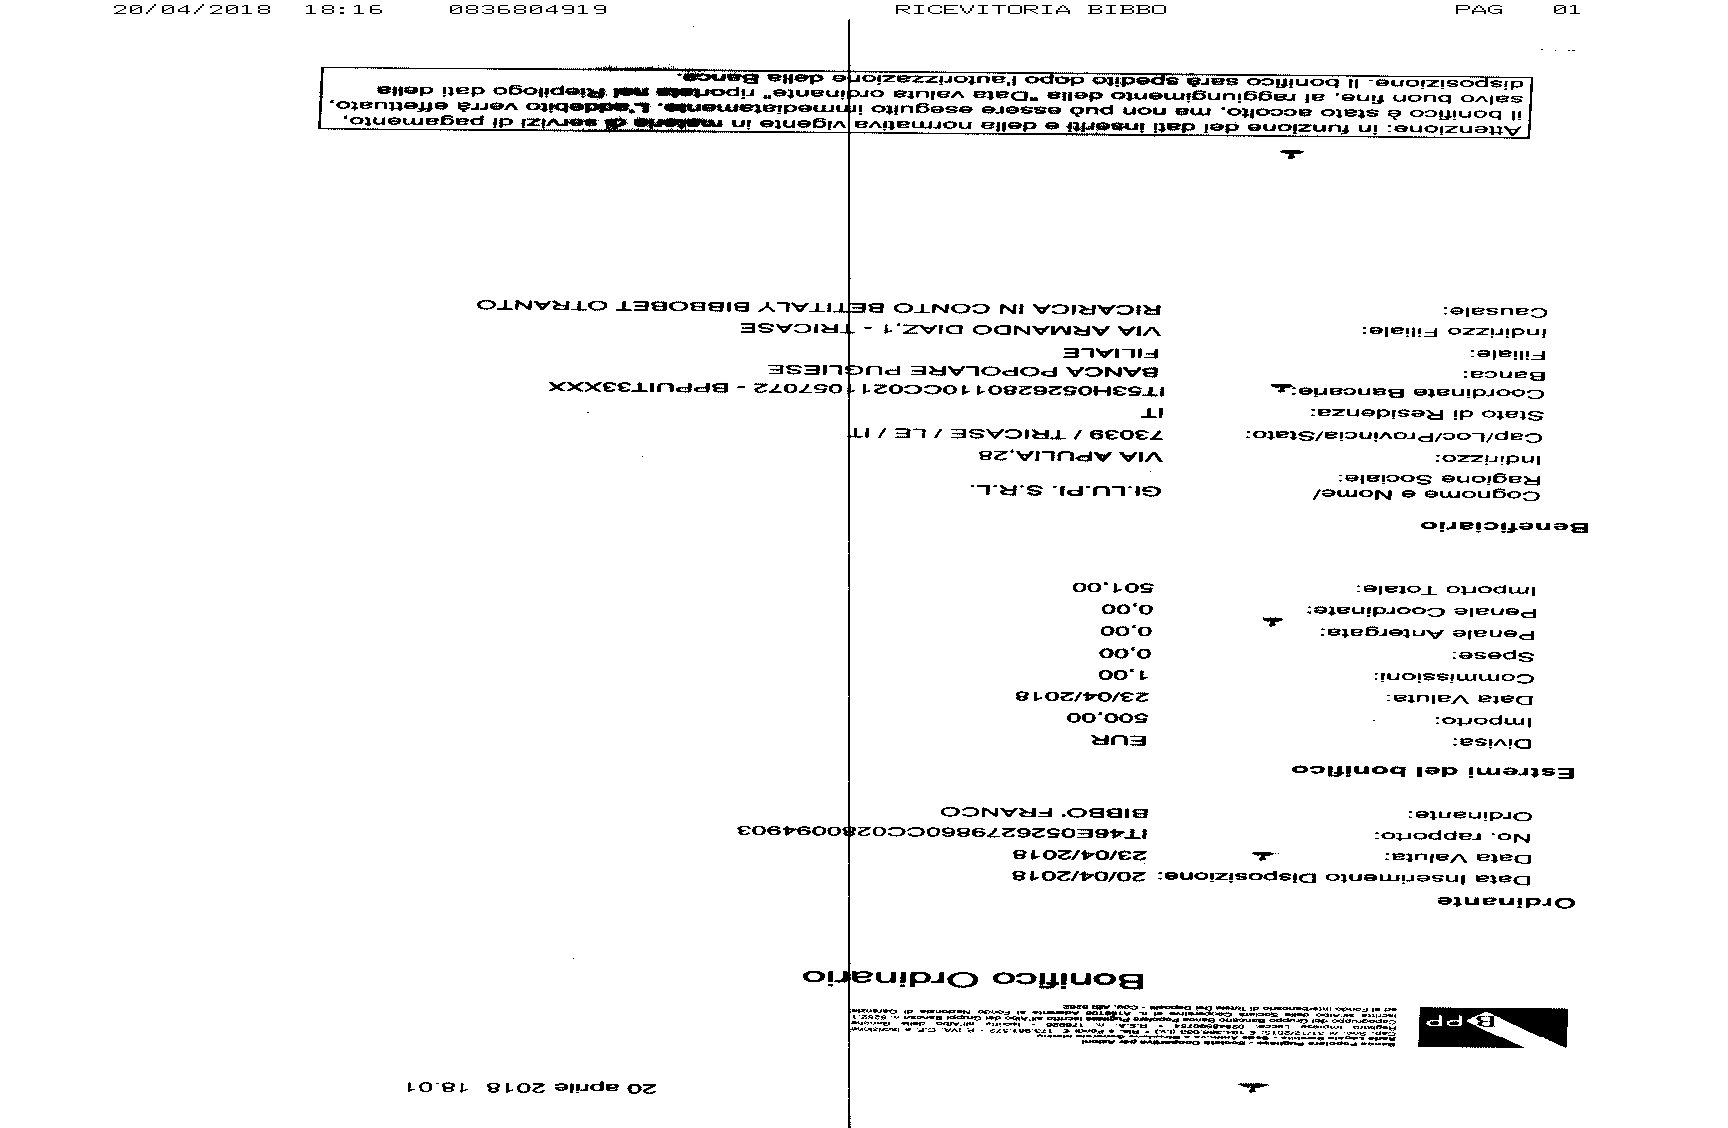 20/04/2018 18:16 0836804919 RICEVITORIA BIBBO PAG 01
20 aprile 2018 18.01
BPP
Banca Popolare Pugliese - Società Cooperativa per Azioni
Bonifico Ordinario
Ordinante
Data Inserimento Disposizione: 20/04/2018
Data Valuta: 23/04/2018
No. rapporto: IT46E0526279860CC0280094903
Ordinante: BIBBO' FRANCO
Estremi del bonifico
Divisa: EUR
Importo: 500,00
Data Valuta: 23/04/2018
Commissioni: 1,00
Spese: 0,00
Penale Antergata: 0,00
Penale Coordinate: 0,00
Importo Totale: 501,00
Beneficiario
Cognome e Nome/ GI.LU.PI. S.R.L.
Ragione Sociale:
Indirizzo: VIA APULIA,28
Cap/Loc/Provincia/Stato: 73039 / TRICASE / LE / IT
Stato di Residenza: IT
Coordinate Bancarie: IT53H0526280110CC0211057072 - BPPUIT33XXX
Banca: BANCA POPOLARE PUGLIESE
Filiale: FILIALE
Indirizzo Filiale: VIA ARMANDO DIAZ,1 - TRICASE
Causale: RICARICA IN CONTO BETITALY BIBBOBET OTRANTO
Attenzione: in funzione dei dati inseriti e della normativa vigente in materia di servizi di pagamento,
il bonifico è stato accolto, ma non può essere eseguito immediatamente. L'addebito verrà effettuato,
salvo buon fine, al raggiungimento della "Data valuta ordinante" riportata nel Riepilogo dati della
disposizione. Il bonifico sarà spedito dopo l'autorizzazione della Banca.